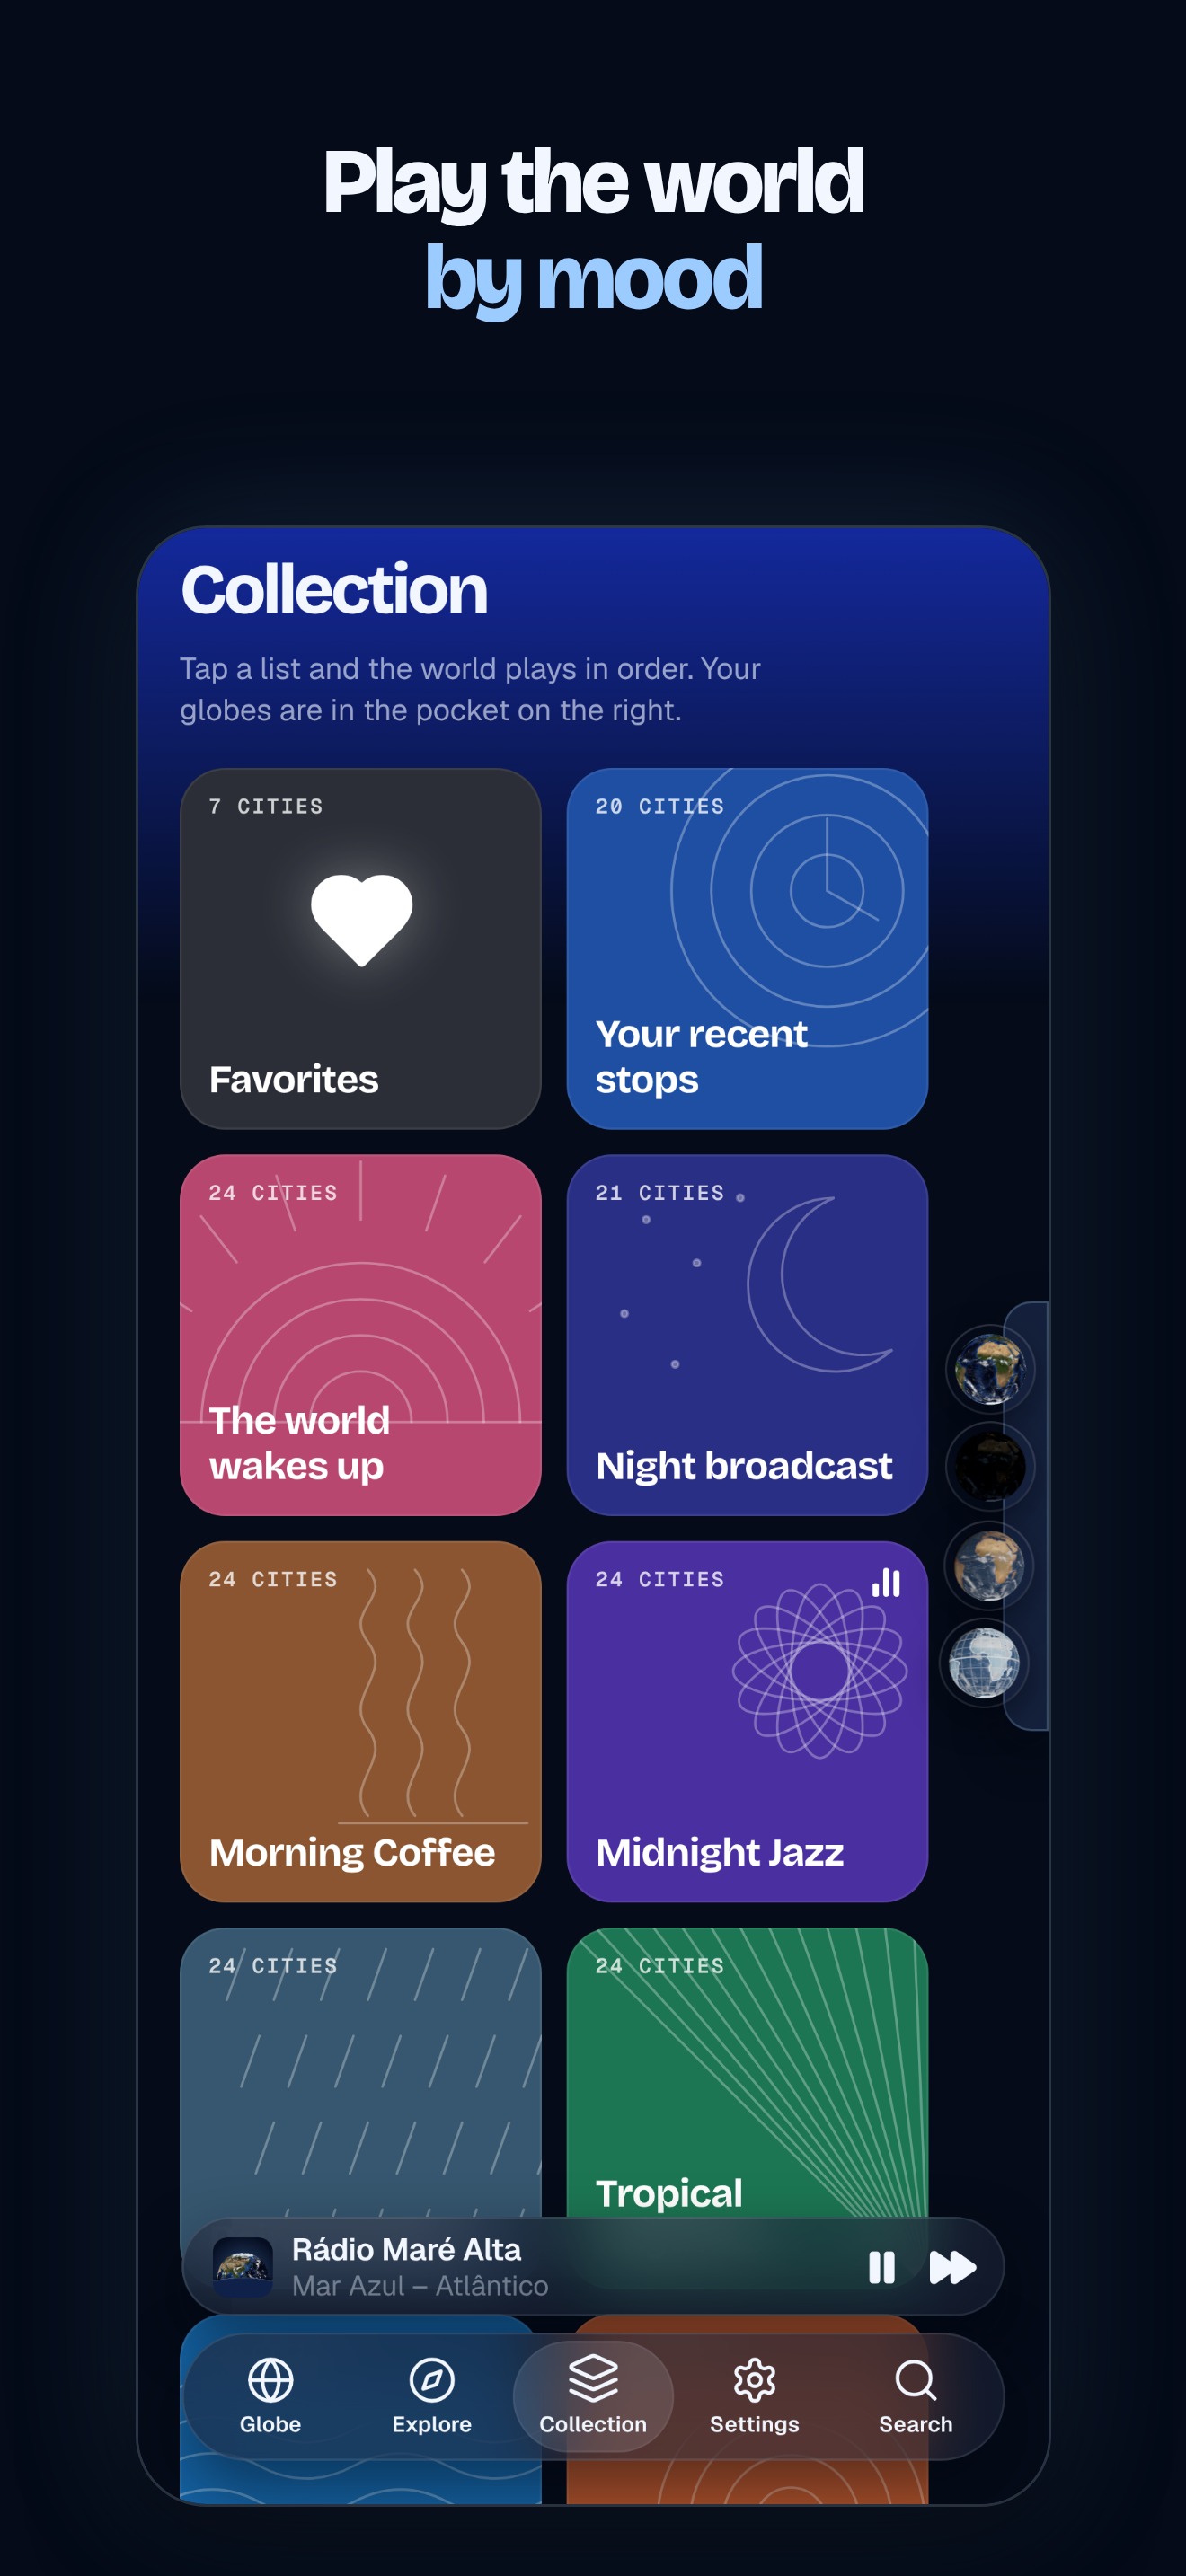 Play the world
by mood
Collection
Tap a list and the world plays in order. Your
globes are in the pocket on the right.
7 CITIES
Favorites
20 CITIES
Your recent
stops
24 CITIES
The world
wakes up
21 CITIES
Night broadcast
24 CITIES
Morning Coffee
24 CITIES
Midnight Jazz
24 CITIES
24 CITIES
Tropical
Rádio Maré Alta
Mar Azul – Atlântico
Globe
Explore
Collection
Settings
Search